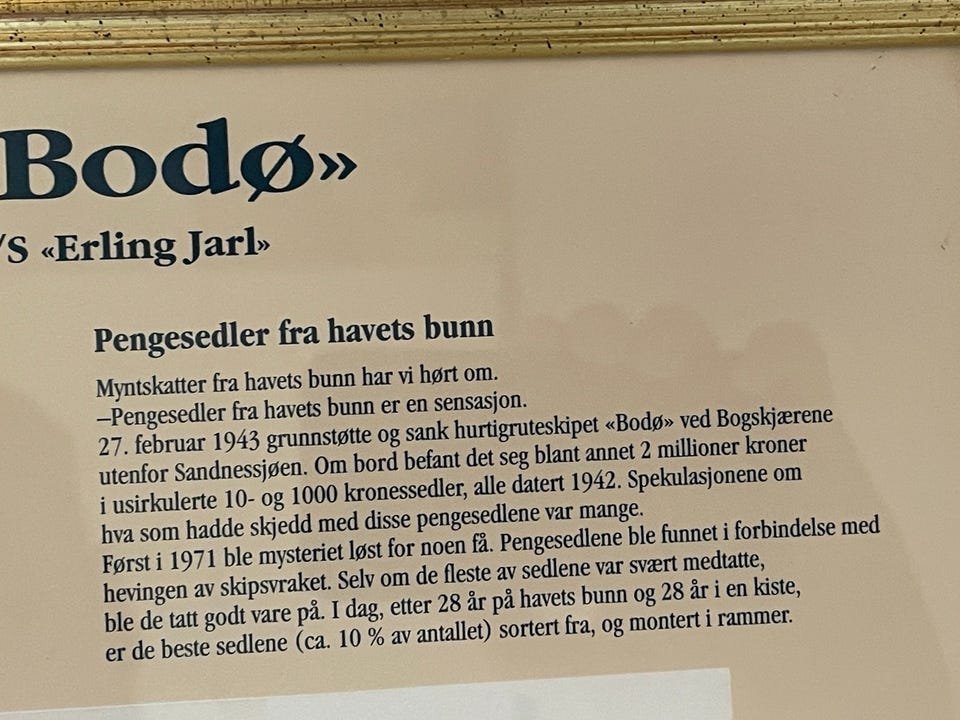 Bodø»
/S «Erling Jarl»
Pengesedler fra havets bunn
Myntskatter fra havets bunn har vi hørt om.
–Pengesedler fra havets bunn er en sensasjon.
27. februar 1943 grunnstøtte og sank hurtigruteskipet «Bodø» ved Bogskjærene
utenfor Sandnessjøen. Om bord befant det seg blant annet 2 millioner kroner
i usirkulerte 10- og 1000 kronessedler, alle datert 1942. Spekulasjonene om
hva som hadde skjedd med disse pengesedlene var mange.
Først i 1971 ble mysteriet løst for noen få. Pengesedlene ble funnet i forbindelse med
hevingen av skipsvraket. Selv om de fleste av sedlene var svært medtatte,
ble de tatt godt vare på. I dag, etter 28 år på havets bunn og 28 år i en kiste,
er de beste sedlene (ca. 10 % av antallet) sortert fra, og montert i rammer.